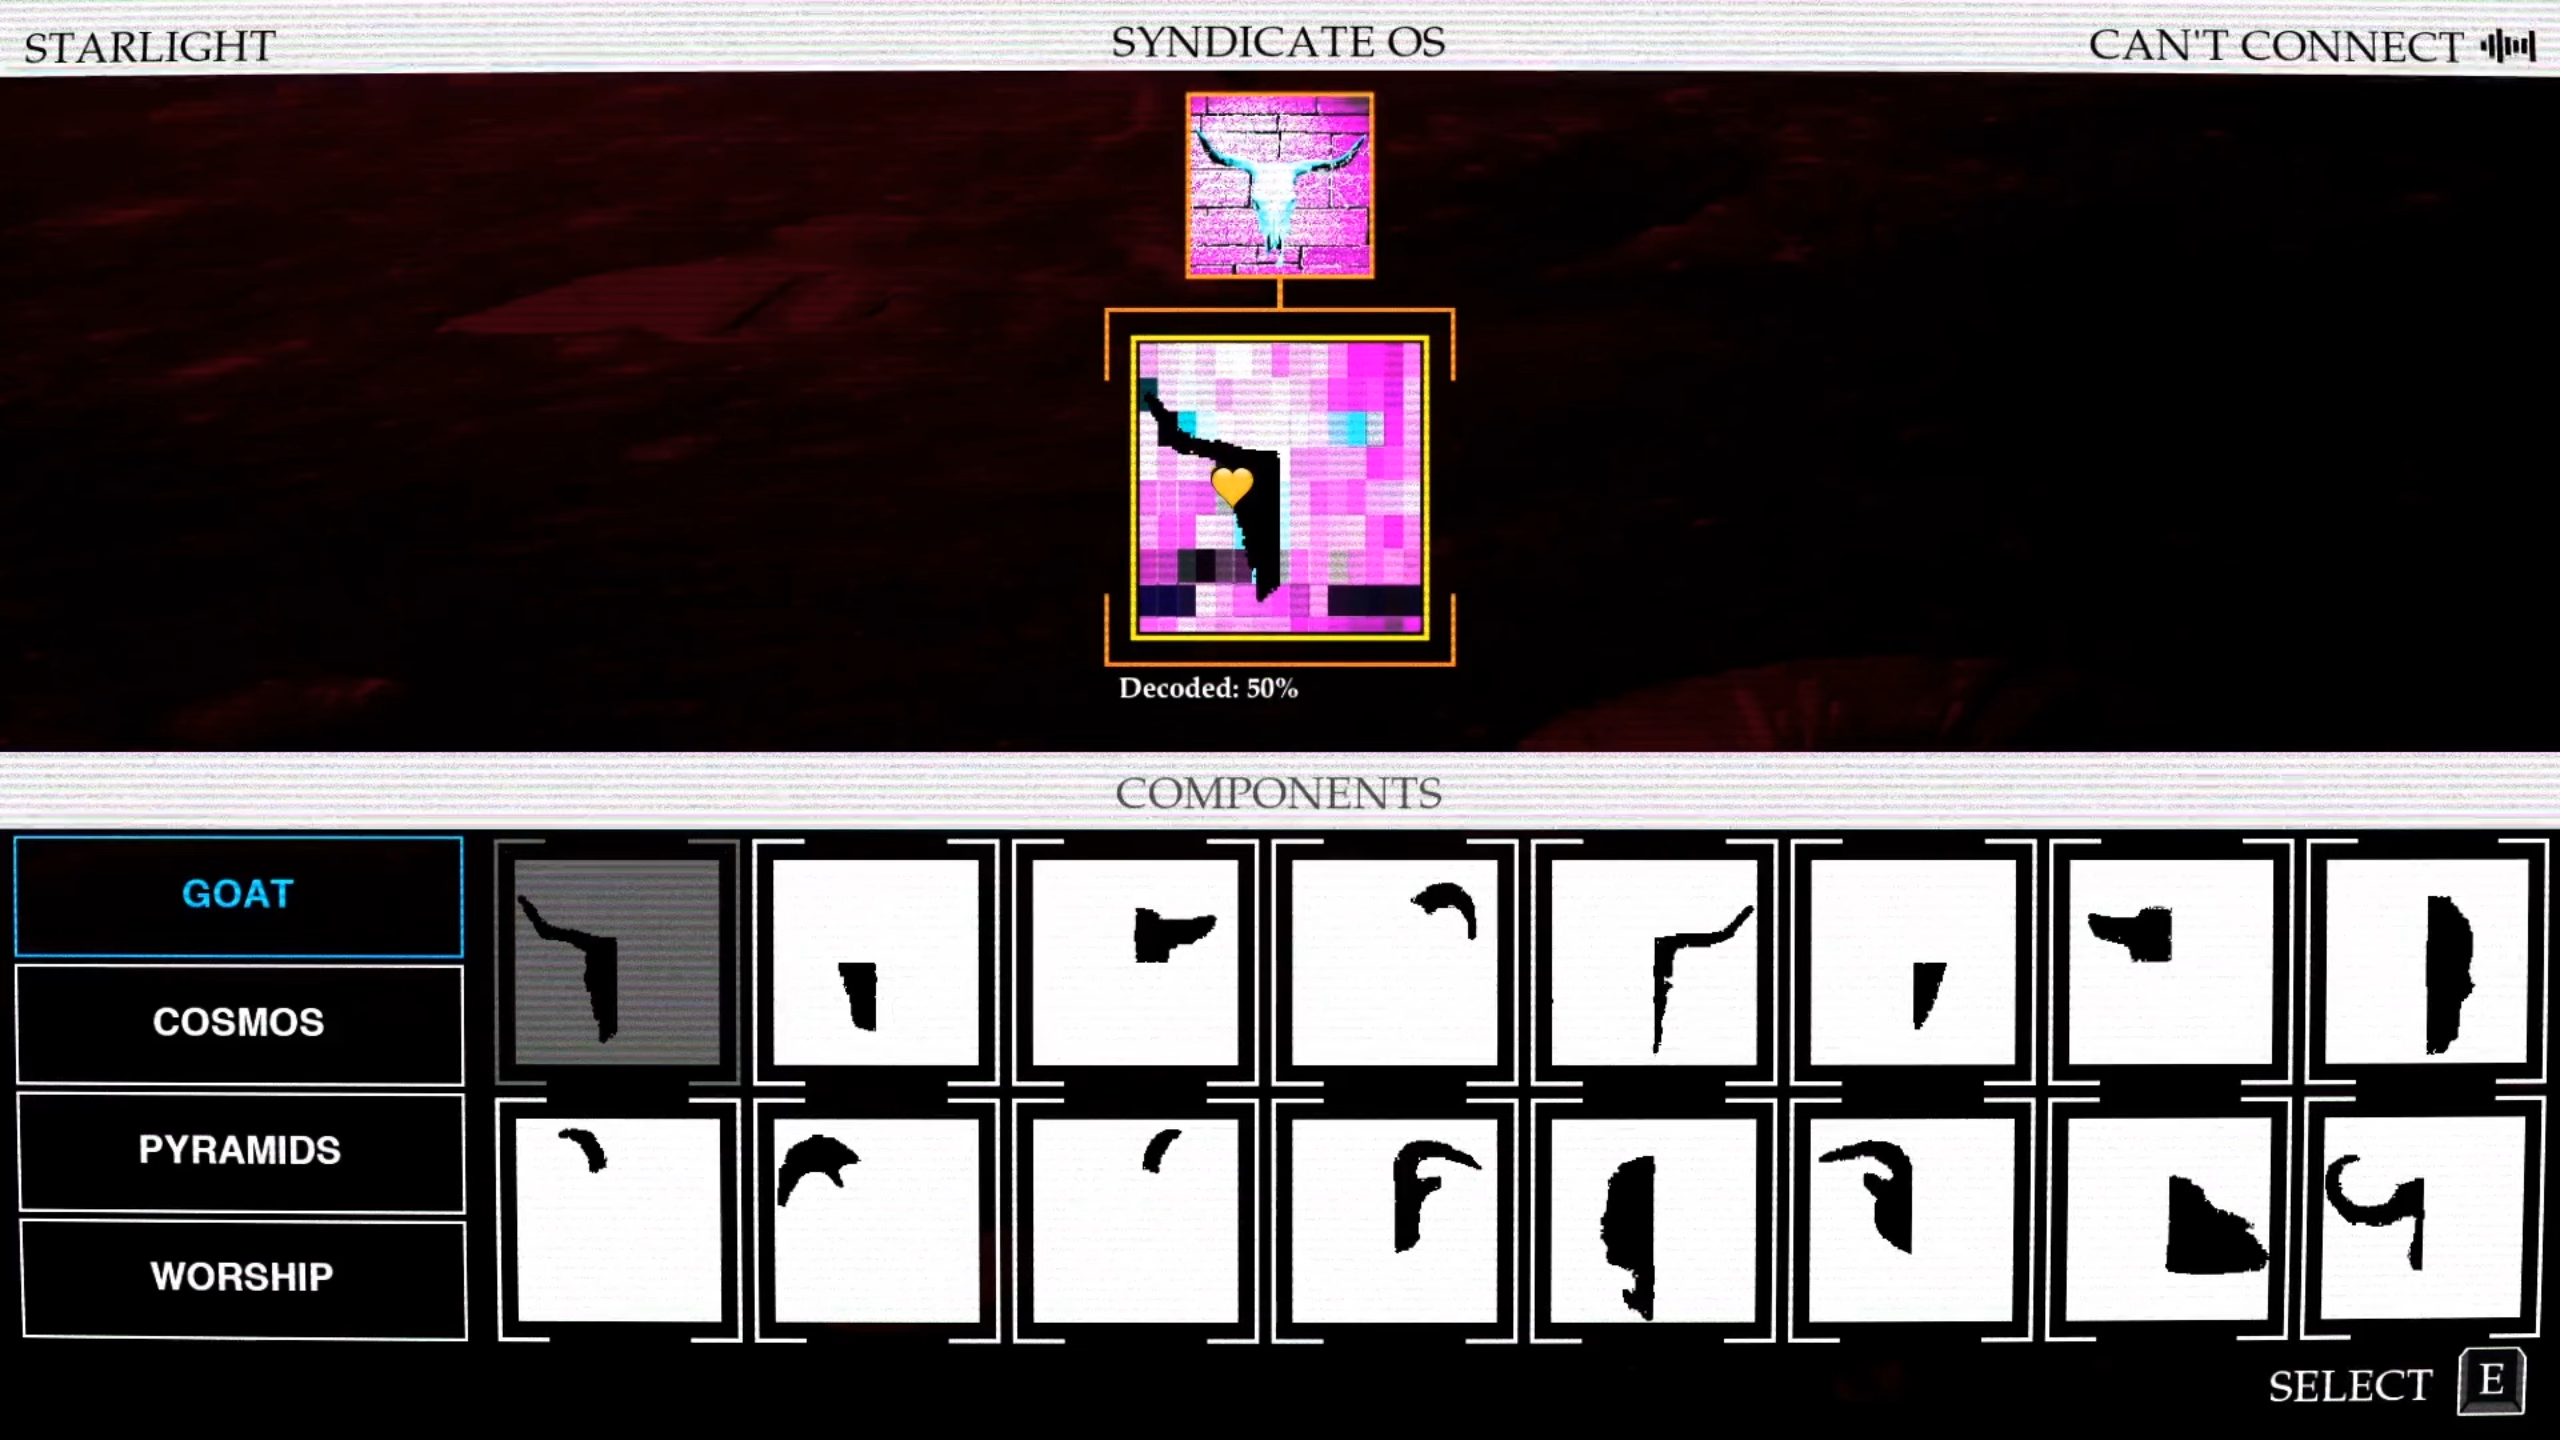 STARLIGHT
SYNDICATE OS
CAN'T CONNECT
Decoded: 50%
COMPONENTS
GOAT
COSMOS
PYRAMIDS
WORSHIP
SELECT E